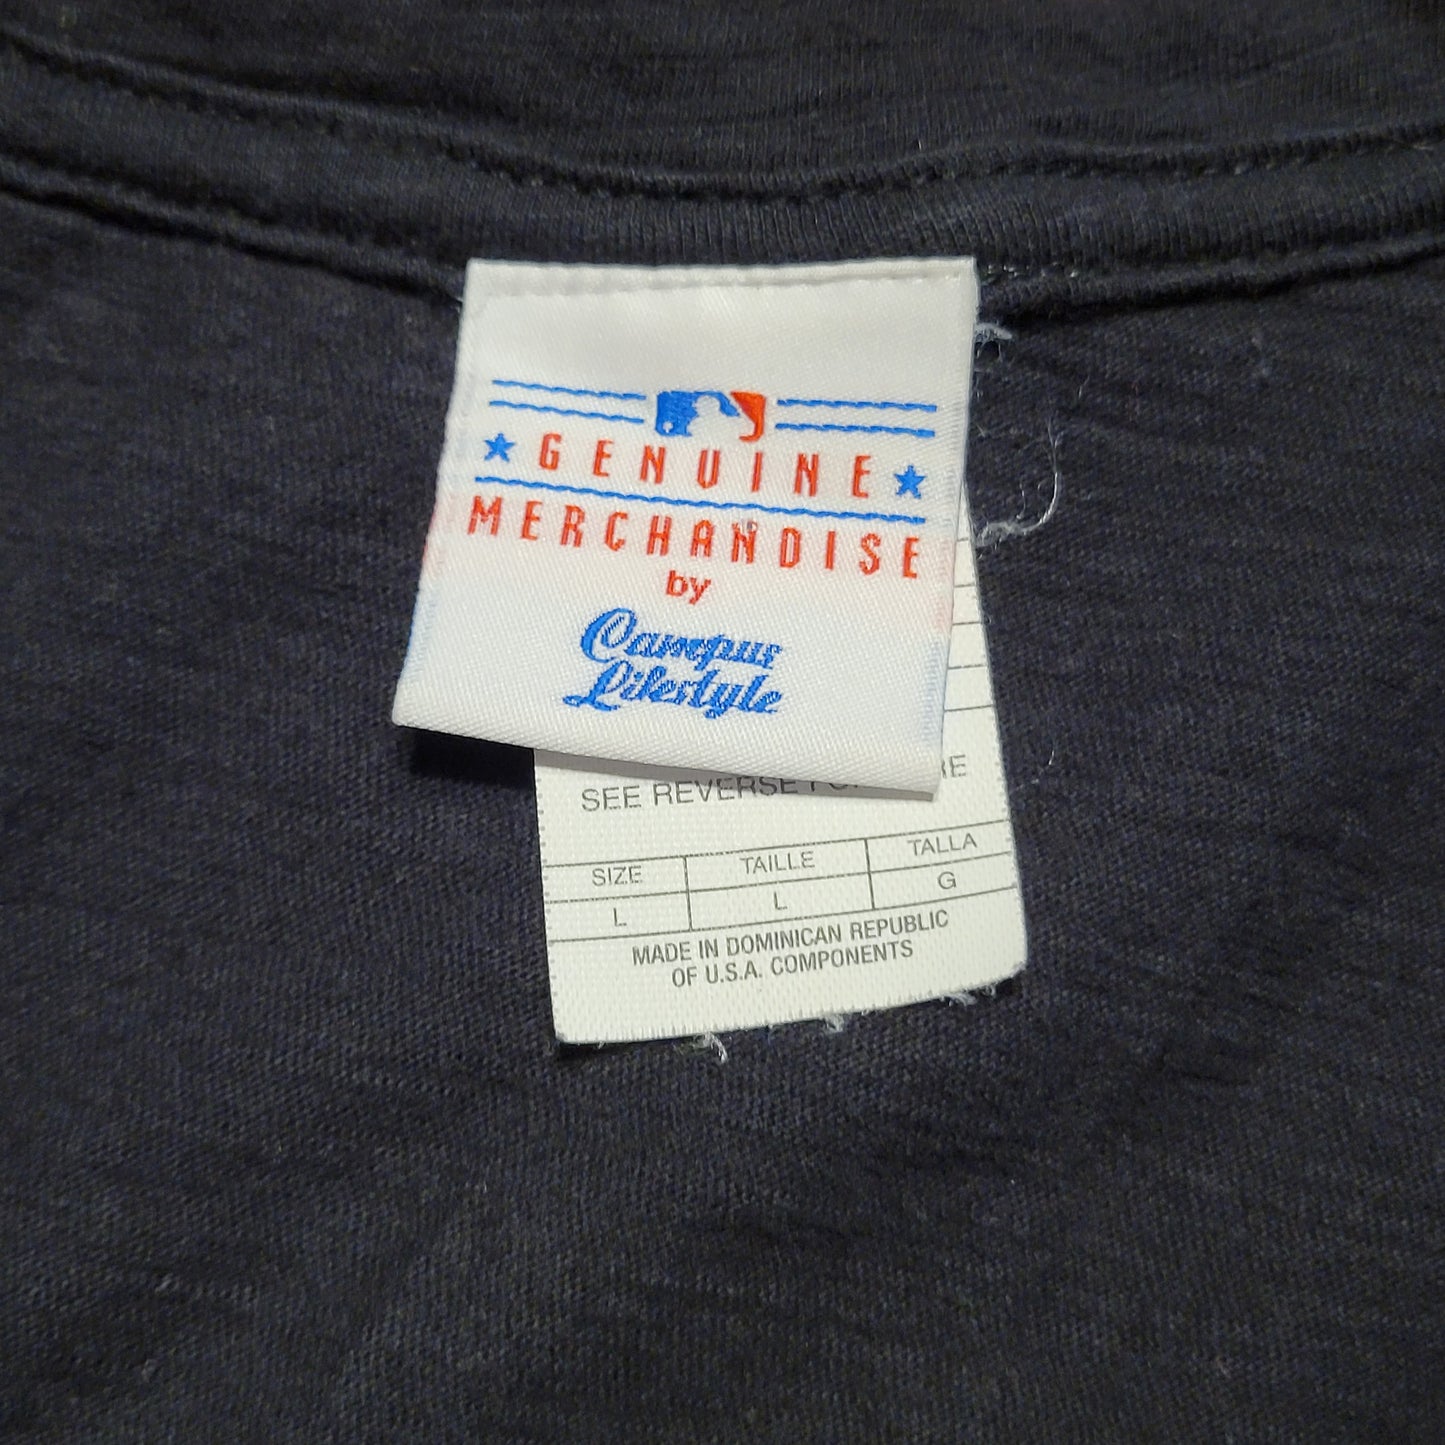 GENUINE
MERCHANDISE
by
Campus
Lifestyle
SEE REVERSE
SIZE TAILLE TALLA
L L G
MADE IN DOMINICAN REPUBLIC
OF U.S.A. COMPONENTS